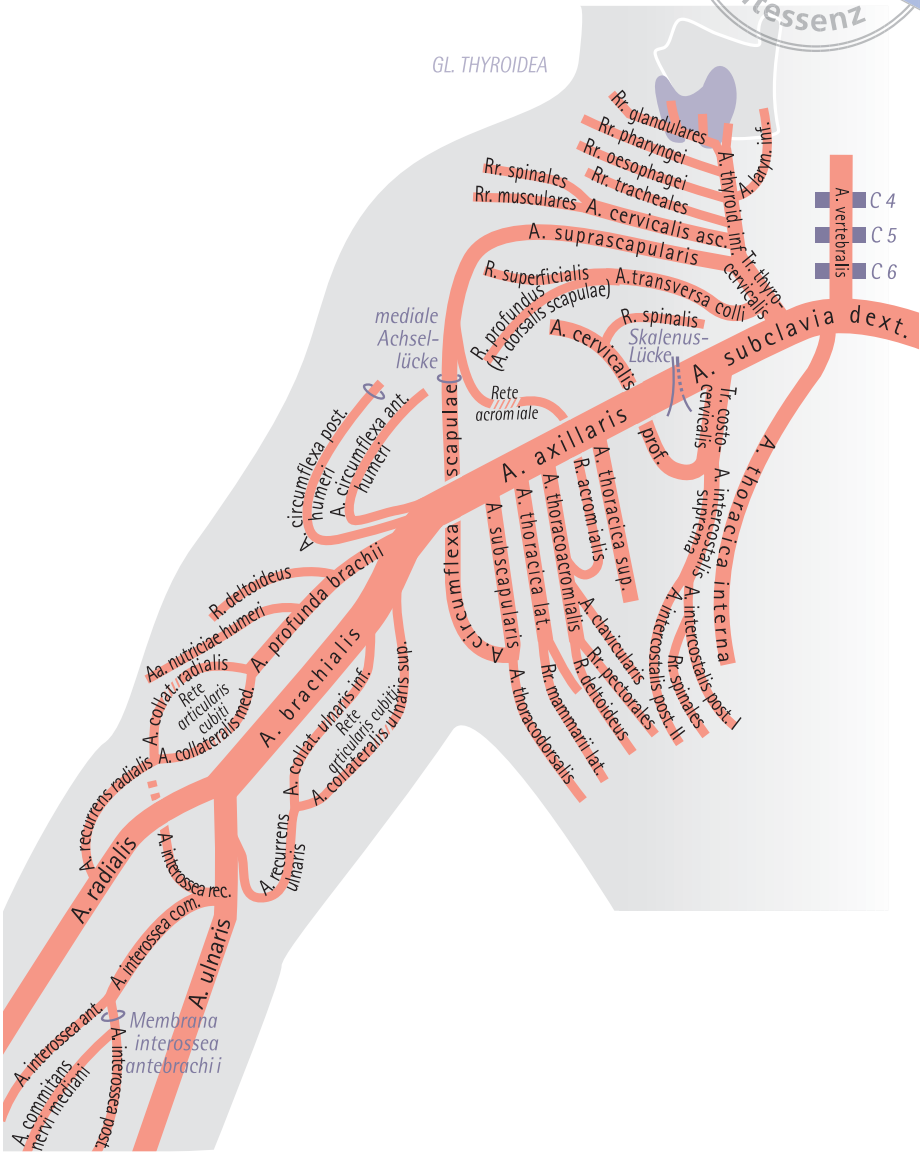 tessenz
GL. THYROIDEA
Rr. glandulares
Rr. pharyngei
Rr. oesophagei
Rr. tracheales
A. thyroid. inf.
A. laryn. inf.
Rr. spinales
Rr. musculares
A. cervicalis asc.
A. suprascapularis
Tr. thyro-
cervicalis
A. vertebralis
C 4
C 5
C 6
R. superficialis
A. transversa colli
R. profundus
(A. dorsalis scapulae)
R. spinalis
A. cervicalis
prof.
mediale
Achsel-
lücke
Skalenus-
Lücke
A. subclavia dext.
Rete
acromiale
A. axillaris
Tr. costo-
cervicalis
A. intercostalis
suprema
A. thoracica interna
A. circumflexa post.
humeri
A. circumflexa ant.
humeri
A. circumflexa scapulae
A. subscapularis
A. thoracica lat.
A. thoracoacromialis
R. acromialis
A. thoracica sup.
A. clavicularis
Rr. pectorales
R. deltoideus
Rr. mammarii lat.
A. thoracodorsalis
A. intercostalis post. I
A. intercostalis post. II
Rr. spinales
R. deltoideus
A. profunda brachii
Aa. nutriciae humeri
A. collat. radialis
Rete
articularis
cubiti
A. collateralis med.
A. brachialis
A. collat. ulnaris inf.
Rete
articularis cubiti
A. collateralis ulnaris sup.
A. recurrens radialis
A. radialis
A. interossea rec.
A. recurrens
ulnaris
A. interossea com.
A. ulnaris
A. interossea ant.
Membrana
interossea
antebrachii
A. interossea post.
A. commitans
nervi mediani